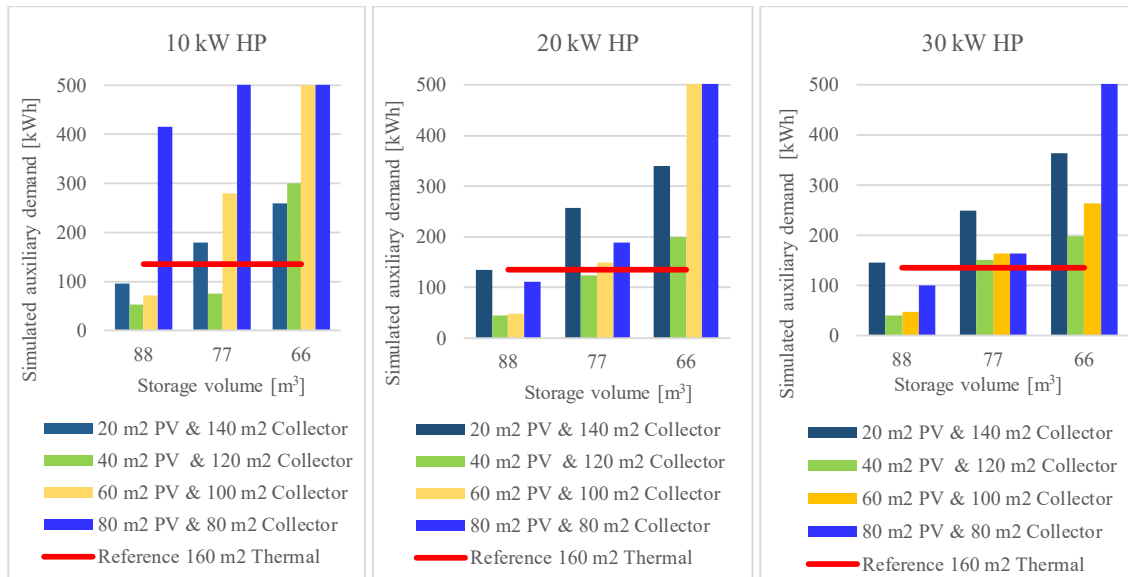 10 kW HP
Simulated auxiliary demand [kWh]
500
400
300
200
100
0
88 77 66
Storage volume [m³]
20 m2 PV & 140 m2 Collector
40 m2 PV & 120 m2 Collector
60 m2 PV & 100 m2 Collector
80 m2 PV & 80 m2 Collector
Reference 160 m2 Thermal
20 kW HP
Simulated auxiliary demand [kWh]
500
400
300
200
100
0
88 77 66
Storage volume [m³]
20 m2 PV & 140 m2 Collector
40 m2 PV & 120 m2 Collector
60 m2 PV & 100 m2 Collector
80 m2 PV & 80 m2 Collector
Reference 160 m2 Thermal
30 kW HP
Simulated auxiliary demand [kWh]
500
400
300
200
100
0
88 77 66
Storage volume [m³]
20 m2 PV & 140 m2 Collector
40 m2 PV & 120 m2 Collector
60 m2 PV & 100 m2 Collector
80 m2 PV & 80 m2 Collector
Reference 160 m2 Thermal